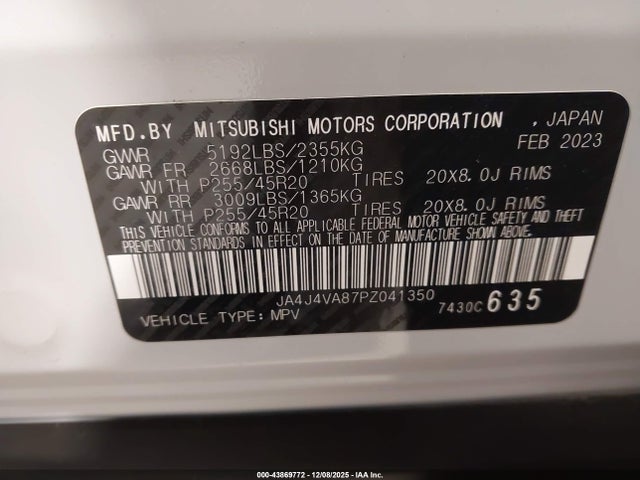 MFD.BY MITSUBISHI MOTORS CORPORATION , JAPAN
GVWR 5192LBS/2355KG FEB 2023
GAWR FR 2668LBS/1210KG
WITH P255/45R20 TIRES 20X8.0J RIMS
GAWR RR 3009LBS/1365KG
WITH P255/45R20 TIRES 20X8.0J RIMS
THIS VEHICLE CONFORMS TO ALL APPLICABLE FEDERAL MOTOR VEHICLE SAFETY AND THEFT
PREVENTION STANDARDS IN EFFECT ON THE DATE OF MANUFACTURE SHOWN ABOVE.
JA4J4VA87PZ041350
VEHICLE TYPE: MPV 7430C 635
000-43869772 - 12/08/2025 - IAA Inc.